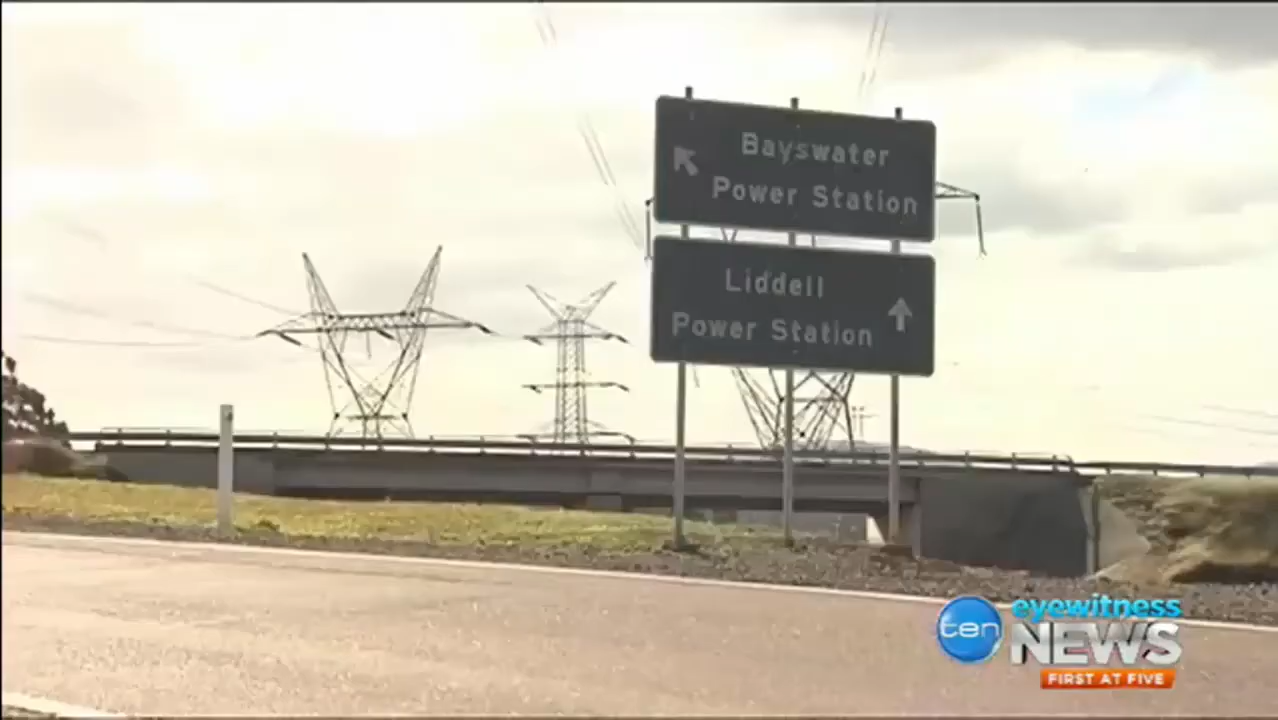 Bayswater
Power Station
Liddell
Power Station
ten
eyewitness
NEWS
FIRST AT FIVE